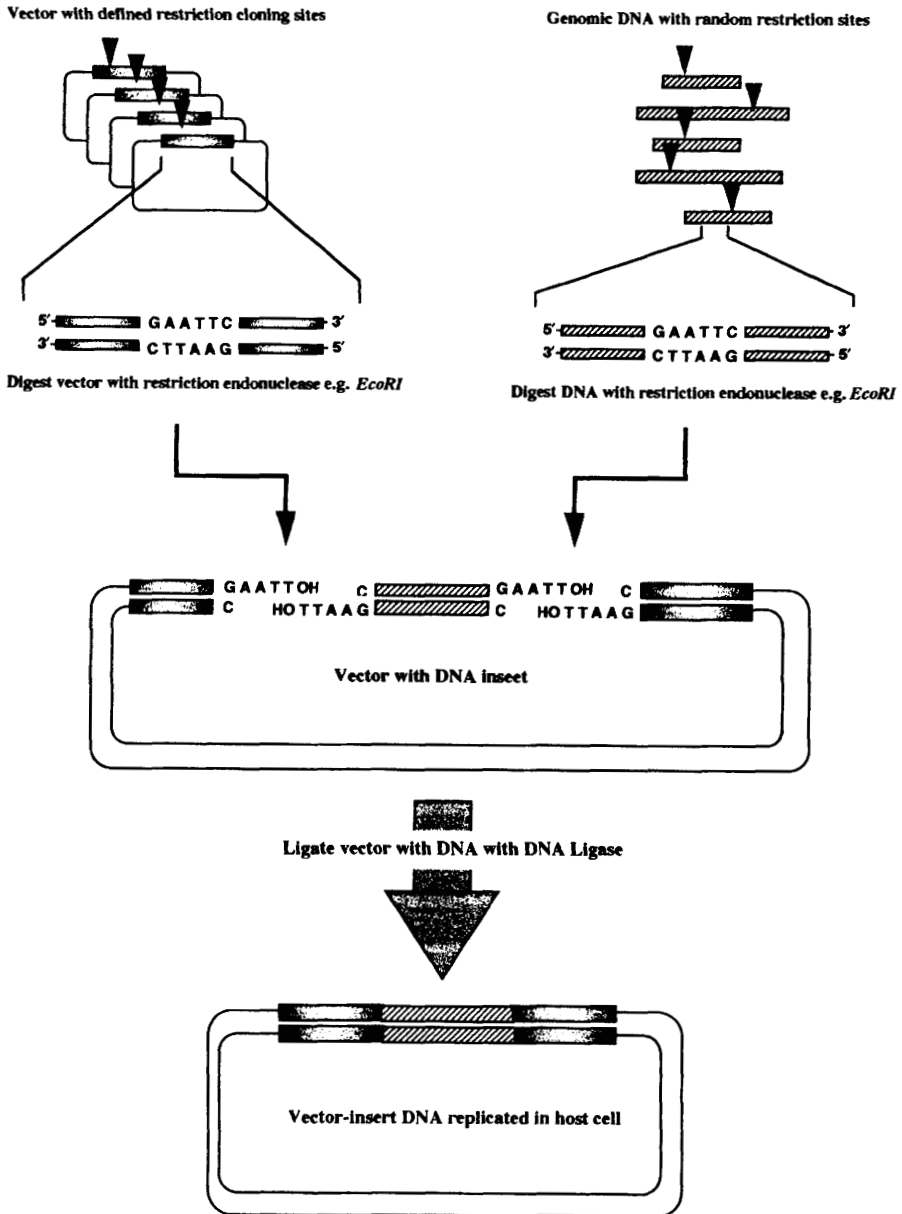 Vector with defined restriction cloning sites
Genomic DNA with random restriction sites
5′ GAATTC 3′
3′ CTTAAG 5′
Digest vector with restriction endonuclease e.g. EcoRI
5′ GAATTC 3′
3′ CTTAAG 5′
Digest DNA with restriction endonuclease e.g. EcoRI
GAATTOH C GAATTOH C
C HOTTAAG C HOTTAAG
Vector with DNA inseet
Ligate vector with DNA with DNA Ligase
Vector-insert DNA replicated in host cell